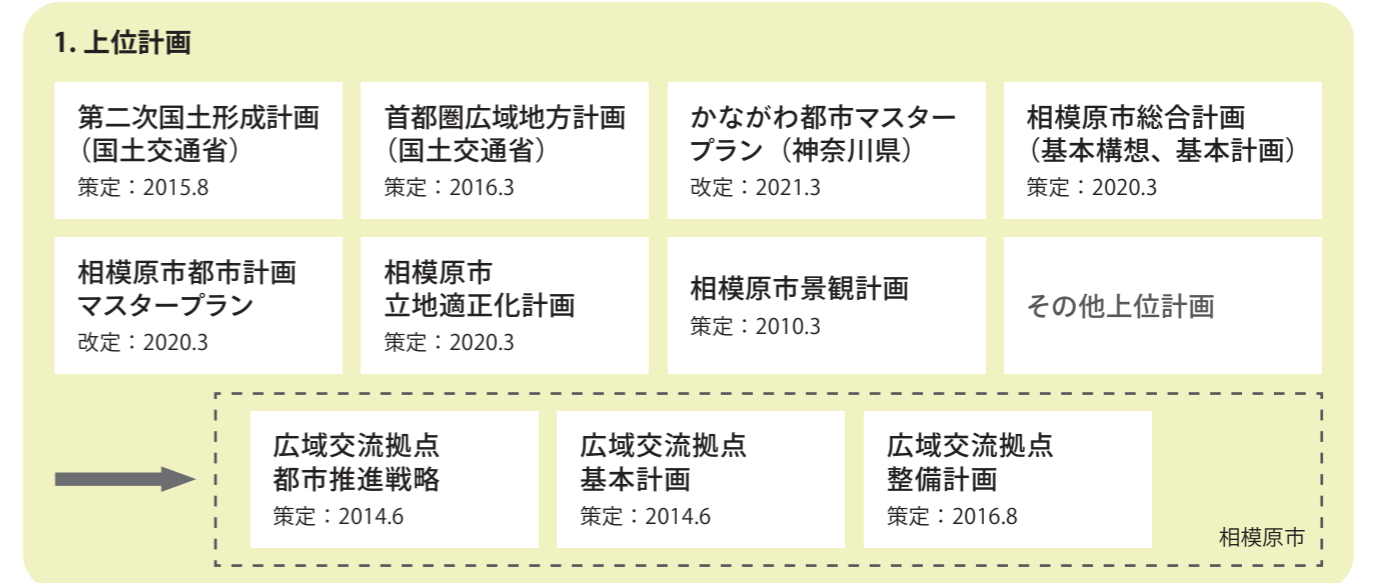 1. 上位計画
第二次国土形成計画
（国土交通省）
策定：2015.8
首都圏広域地方計画
（国土交通省）
策定：2016.3
かながわ都市マスター
プラン（神奈川県）
改定：2021.3
相模原市総合計画
（基本構想、基本計画）
策定：2020.3
相模原市都市計画
マスタープラン
改定：2020.3
相模原市
立地適正化計画
策定：2020.3
相模原市景観計画
策定：2010.3
その他上位計画
広域交流拠点
都市推進戦略
策定：2014.6
広域交流拠点
基本計画
策定：2014.6
広域交流拠点
整備計画
策定：2016.8
相模原市